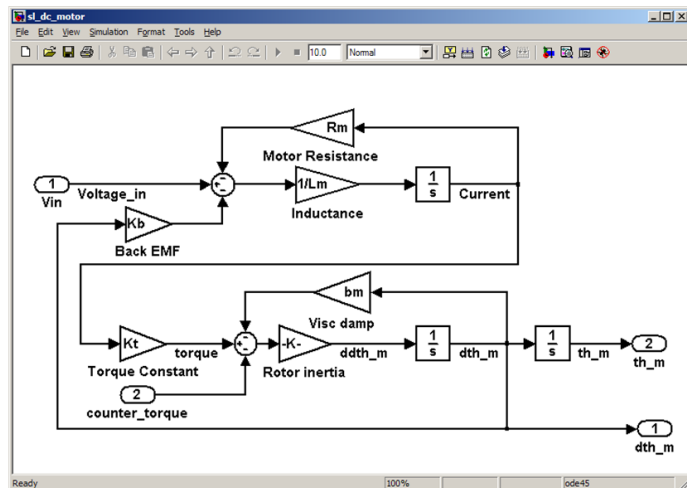 sl_dc_motor
File Edit View Simulation Format Tools Help
10.0 Normal
Rm
Motor Resistance
1
Vin
Voltage_in
1/Lm
Inductance
1
s
Current
Kb
Back EMF
bm
Visc damp
Kt
Torque Constant
torque
-K-
Rotor inertia
ddth_m
1
s
dth_m
1
s
th_m
2
th_m
2
counter_torque
1
dth_m
Ready 100% ode45